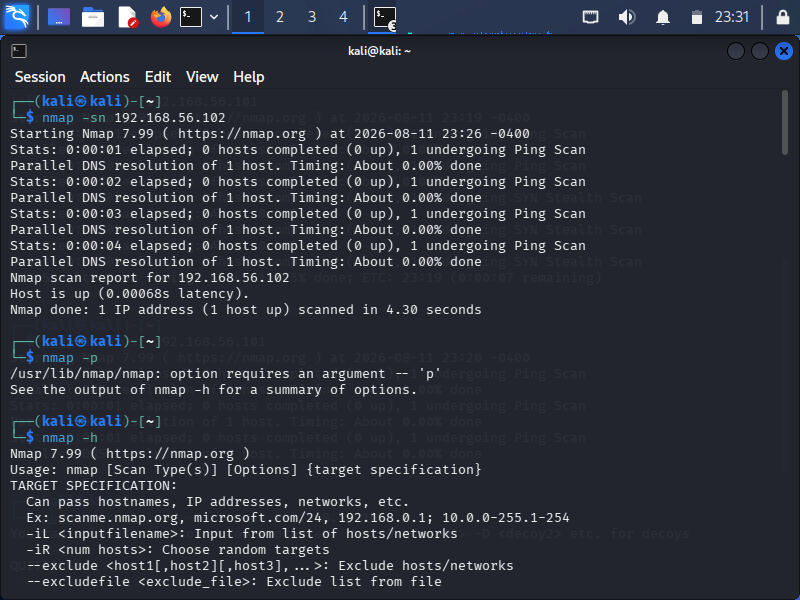 1 2 3 4 23:31
kali@kali: ~
Session Actions Edit View Help
┌──(kali㉿kali)-[~]
└─$ nmap -sn 192.168.56.102
Starting Nmap 7.99 ( https://nmap.org ) at 2026-08-11 23:26 -0400
Stats: 0:00:01 elapsed; 0 hosts completed (0 up), 1 undergoing Ping Scan
Parallel DNS resolution of 1 host. Timing: About 0.00% done
Stats: 0:00:02 elapsed; 0 hosts completed (0 up), 1 undergoing Ping Scan
Parallel DNS resolution of 1 host. Timing: About 0.00% done
Stats: 0:00:03 elapsed; 0 hosts completed (0 up), 1 undergoing Ping Scan
Parallel DNS resolution of 1 host. Timing: About 0.00% done
Stats: 0:00:04 elapsed; 0 hosts completed (0 up), 1 undergoing Ping Scan
Parallel DNS resolution of 1 host. Timing: About 0.00% done
Nmap scan report for 192.168.56.102
Host is up (0.00068s latency).
Nmap done: 1 IP address (1 host up) scanned in 4.30 seconds
┌──(kali㉿kali)-[~]
└─$ nmap -p
/usr/lib/nmap/nmap: option requires an argument -- 'p'
See the output of nmap -h for a summary of options.
┌──(kali㉿kali)-[~]
└─$ nmap -h
Nmap 7.99 ( https://nmap.org )
Usage: nmap [Scan Type(s)] [Options] {target specification}
TARGET SPECIFICATION:
  Can pass hostnames, IP addresses, networks, etc.
  Ex: scanme.nmap.org, microsoft.com/24, 192.168.0.1; 10.0.0-255.1-254
  -iL <inputfilename>: Input from list of hosts/networks
  -iR <num hosts>: Choose random targets
  --exclude <host1[,host2][,host3],...>: Exclude hosts/networks
  --excludefile <exclude_file>: Exclude list from file